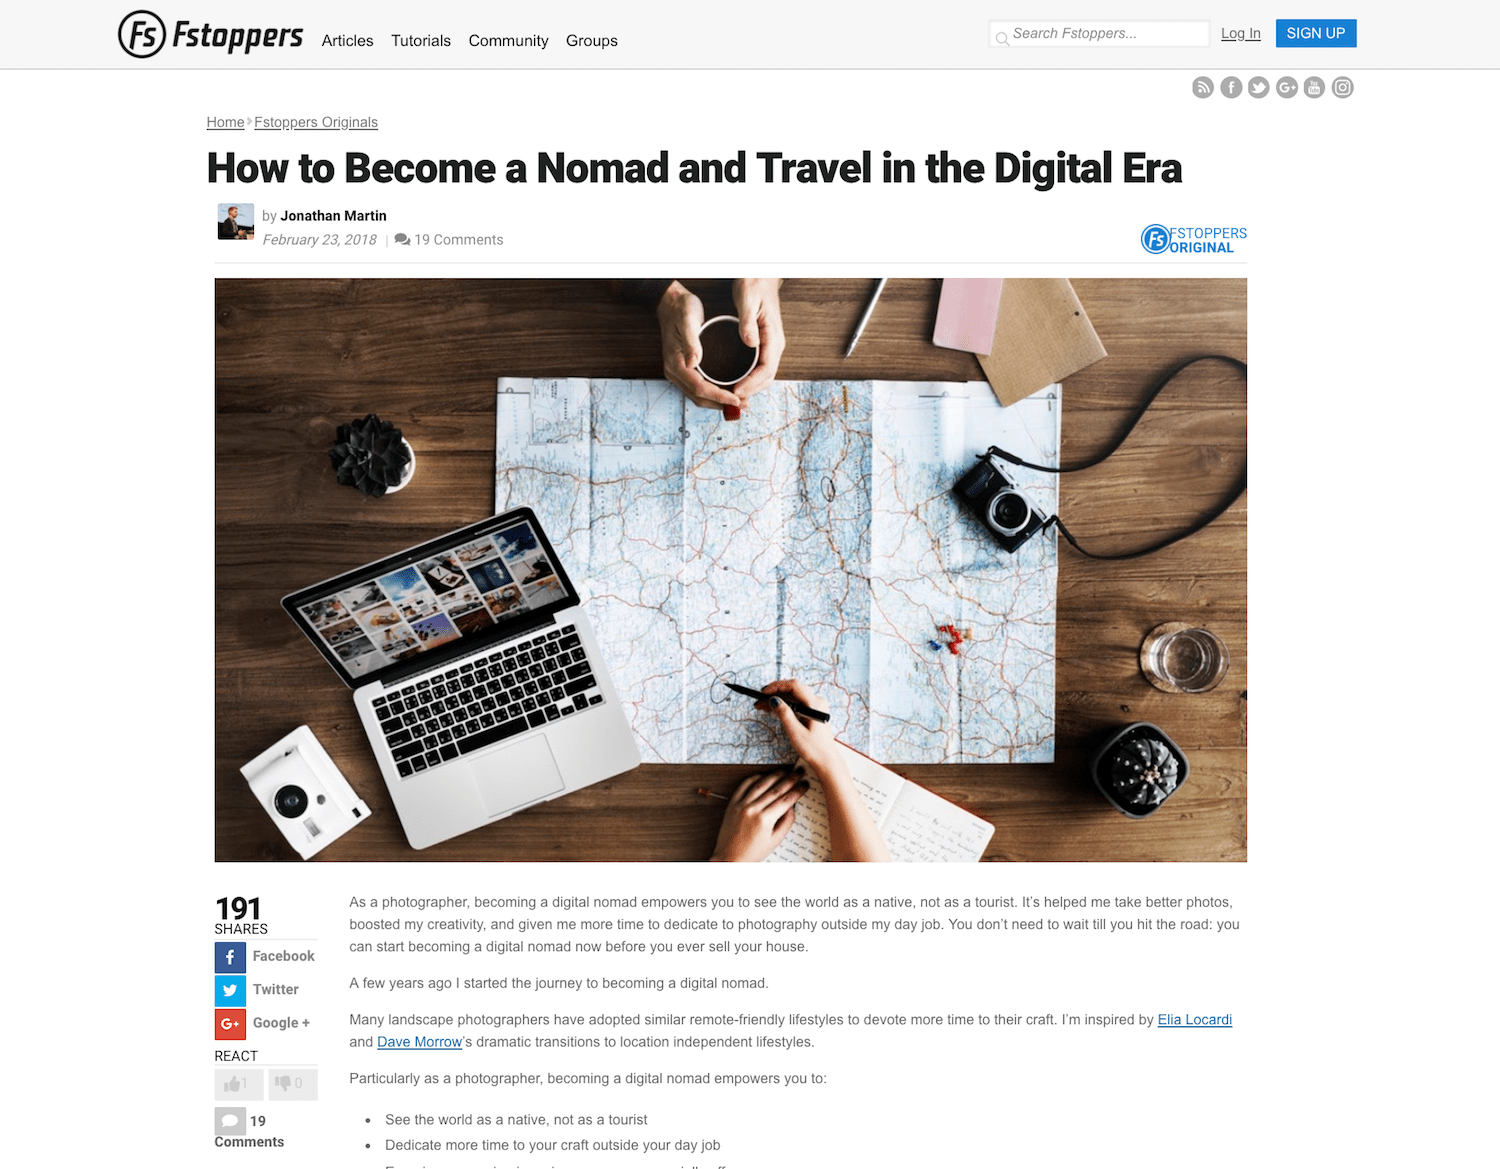 Fs Fstoppers Articles Tutorials Community Groups Search Fstoppers... Log In SIGN UP
Home Fstoppers Originals
How to Become a Nomad and Travel in the Digital Era
by Jonathan Martin
February 23, 2018 | 19 Comments
Fs FSTOPPERS
ORIGINAL
191
SHARES
Facebook
Twitter
Google +
REACT
1 0
19
Comments
As a photographer, becoming a digital nomad empowers you to see the world as a native, not as a tourist. It's helped me take better photos,
boosted my creativity, and given me more time to dedicate to photography outside my day job. You don't need to wait till you hit the road: you
can start becoming a digital nomad now before you ever sell your house.
A few years ago I started the journey to becoming a digital nomad.
Many landscape photographers have adopted similar remote-friendly lifestyles to devote more time to their craft. I'm inspired by Elia Locardi
and Dave Morrow's dramatic transitions to location independent lifestyles.
Particularly as a photographer, becoming a digital nomad empowers you to:
• See the world as a native, not as a tourist
• Dedicate more time to your craft outside your day job